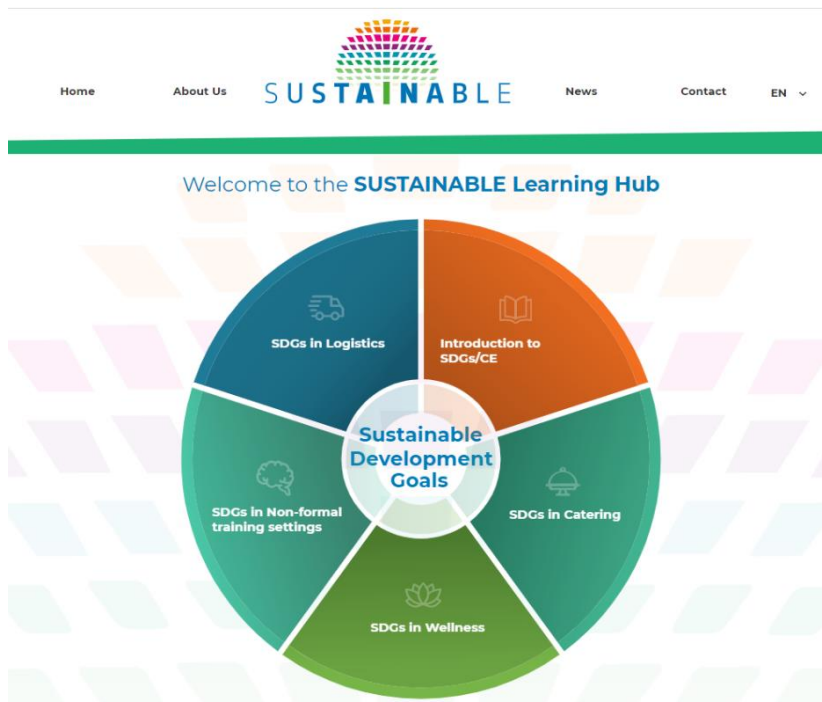 Home
About Us
SUSTAINABLE
News
Contact
EN
Welcome to the SUSTAINABLE Learning Hub
SDGs in Logistics
Introduction to
SDGs/CE
Sustainable
Development
Goals
SDGs in Non-formal
training settings
SDGs in Catering
SDGs in Wellness